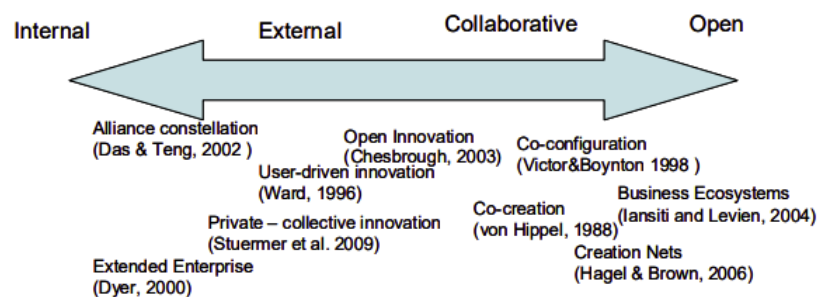 Internal
External
Collaborative
Open
Alliance constellation
(Das & Teng, 2002 )
Open Innovation
(Chesbrough, 2003)
Co-configuration
(Victor&Boynton 1998 )
User-driven innovation
(Ward, 1996)
Business Ecosystems
(Iansiti and Levien, 2004)
Co-creation
(von Hippel, 1988)
Private – collective innovation
(Stuermer et al. 2009)
Creation Nets
(Hagel & Brown, 2006)
Extended Enterprise
(Dyer, 2000)